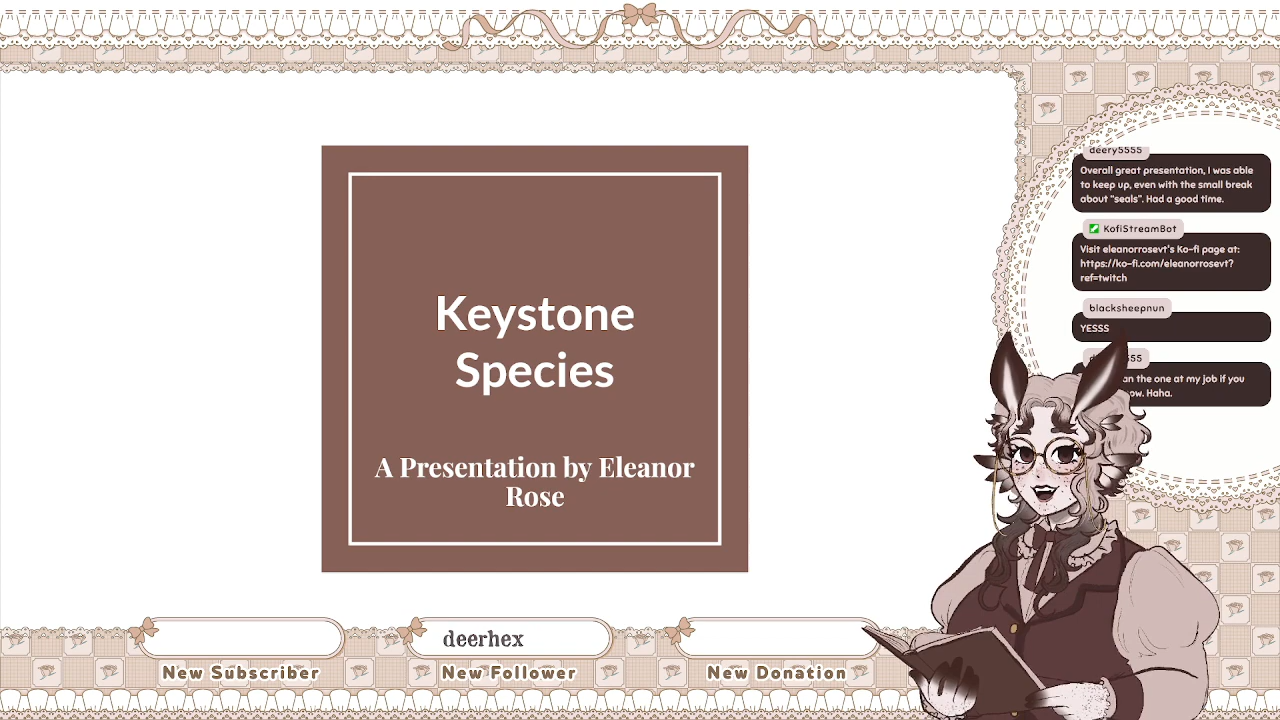 Keystone
Species
A Presentation by Eleanor
Rose
deery5555
Overall great presentation, I was able
to keep up, even with the small break
about "seals". Had a good time.
KofiStreamBot
Visit eleanorrosevt's Ko-fi page at:
https://ko-fi.com/eleanorrosevt?
ref=twitch
blacksheepnun
YESSS
555
an the one at my job if you
ow. Haha.
deerhex
New Subscriber
New Follower
New Donation